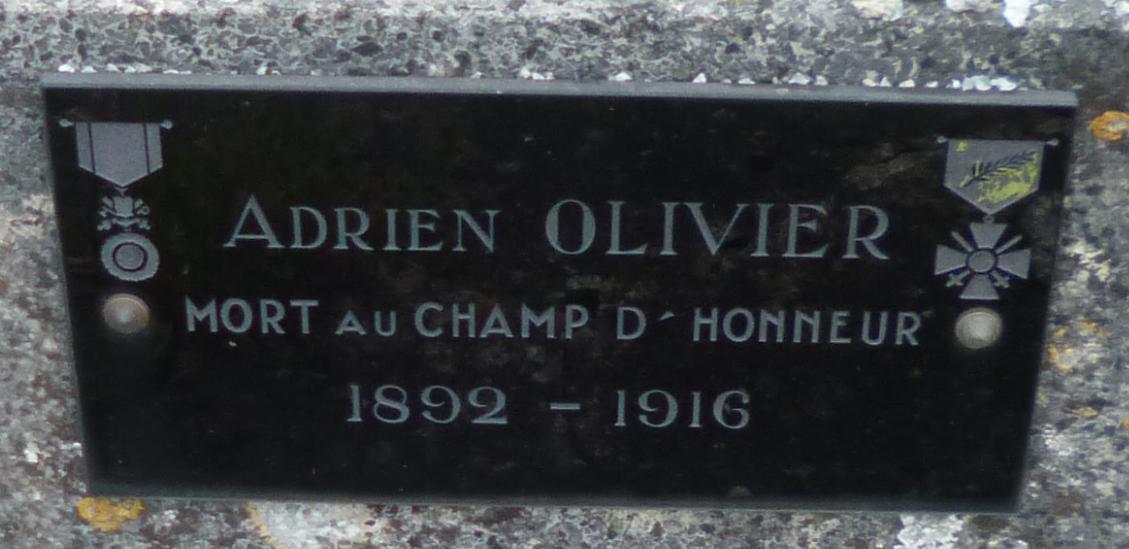 ADRIEN OLIVIER
MORT AU CHAMP D'HONNEUR
1892 - 1916